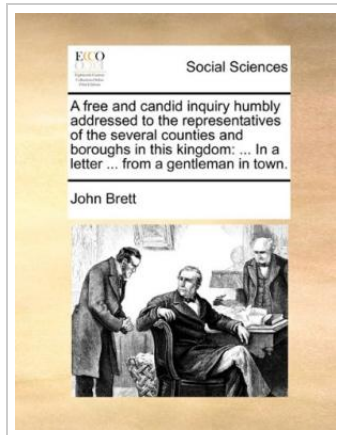 ECCO
Social Sciences
A free and candid inquiry humbly
addressed to the representatives
of the several counties and
boroughs in this kingdom: ... In a
letter ... from a gentleman in town.
John Brett